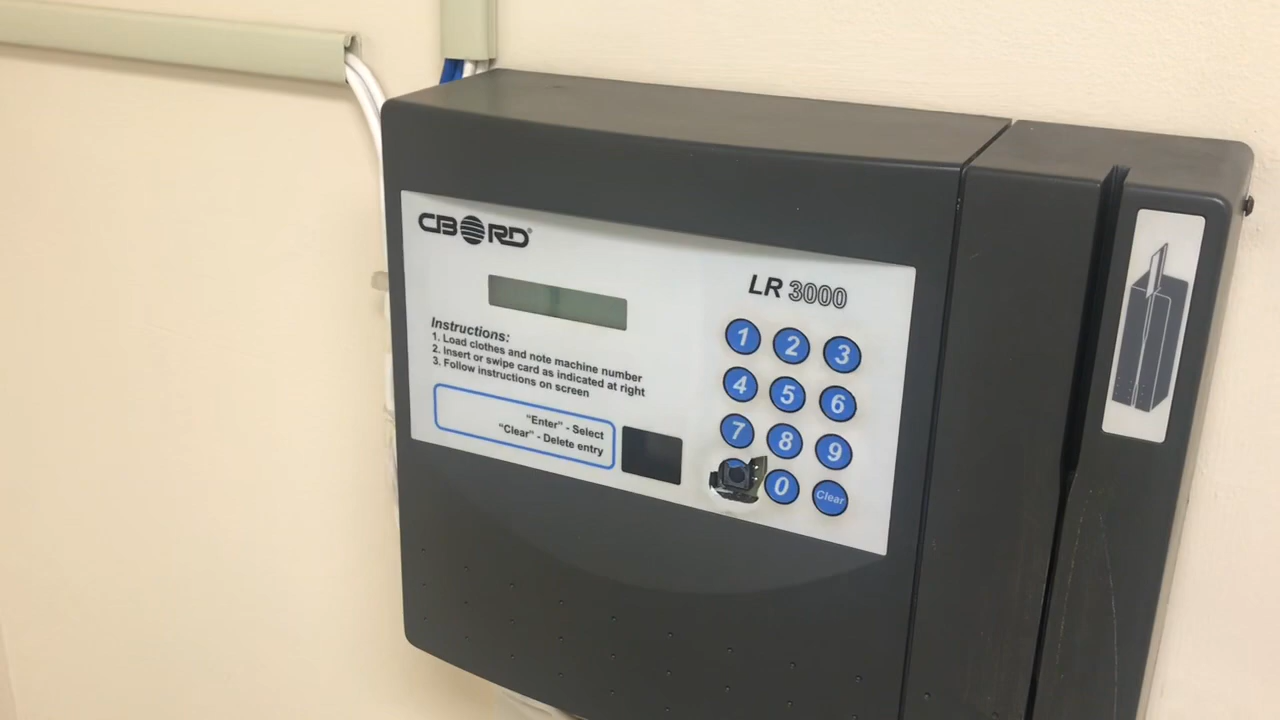 CBORD®
LR 3000
Instructions:
1. Load clothes and note machine number
2. Insert or swipe card as indicated at right
3. Follow instructions on screen
“Enter” - Select
“Clear” - Delete entry
1 2 3
4 5 6
7 8 9
0 Clear